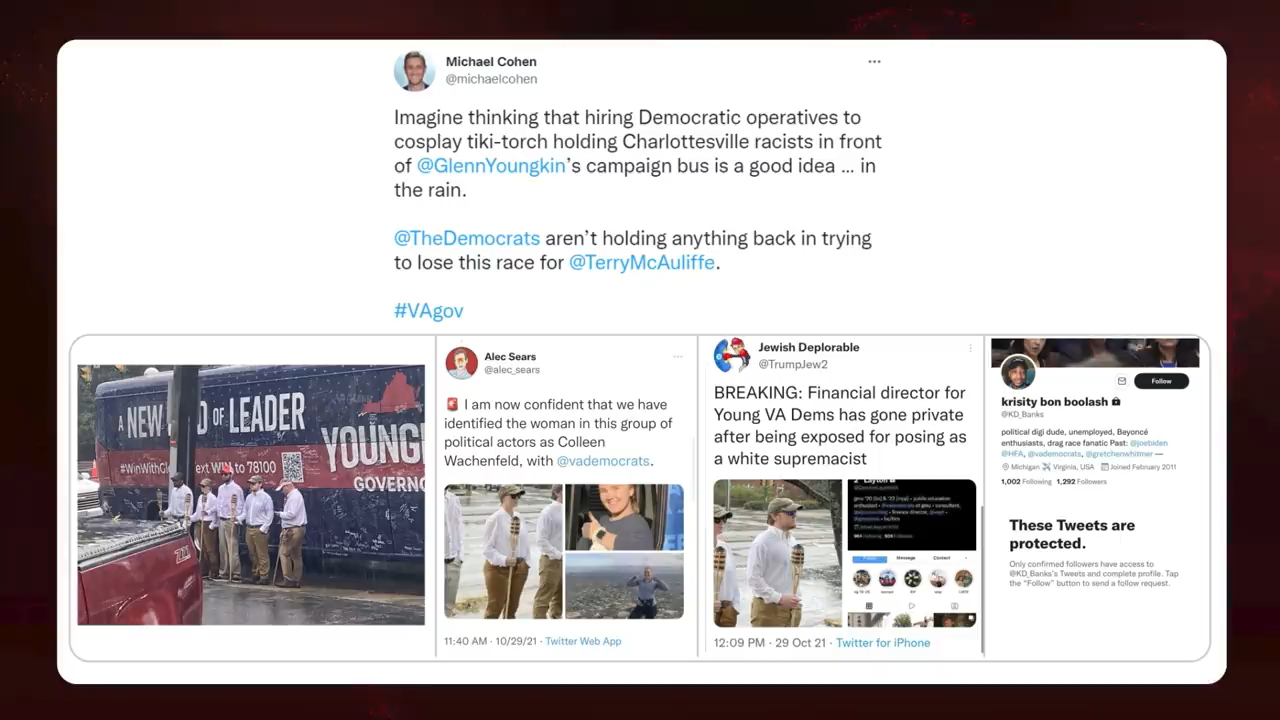 Michael Cohen
@michaelcohen
Imagine thinking that hiring Democratic operatives to
cosplay tiki-torch holding Charlottesville racists in front
of @GlennYoungkin's campaign bus is a good idea ... in
the rain.
@TheDemocrats aren't holding anything back in trying
to lose this race for @TerryMcAuliffe.
#VAgov
A NEW OF LEADER
#WinWithGl ext WIN to 78100
YOUNG
GOVERNO
Alec Sears
@alec_sears
🚨 I am now confident that we have
identified the woman in this group of
political actors as Colleen
Wachenfeld, with @vademocrats.
11:40 AM · 10/29/21 · Twitter Web App
Jewish Deplorable
@TrumpJew2
BREAKING: Financial director for
Young VA Dems has gone private
after being exposed for posing as
a white supremacist
Message
Contact
12:09 PM · 29 Oct 21 · Twitter for iPhone
Follow
krisity bon boolash
@KD_Banks
political digi dude, unemployed, Beyoncé
enthusiasts, drag race fanatic Past: @joebiden
@HFA, @vademocrats, @gretchenwhitmer —
Michigan ✈️ Virginia, USA Joined February 2011
1,002 Following 1,292 Followers
These Tweets are
protected.
Only confirmed followers have access to
@KD_Banks's Tweets and complete profile. Tap
the "Follow" button to send a follow request.